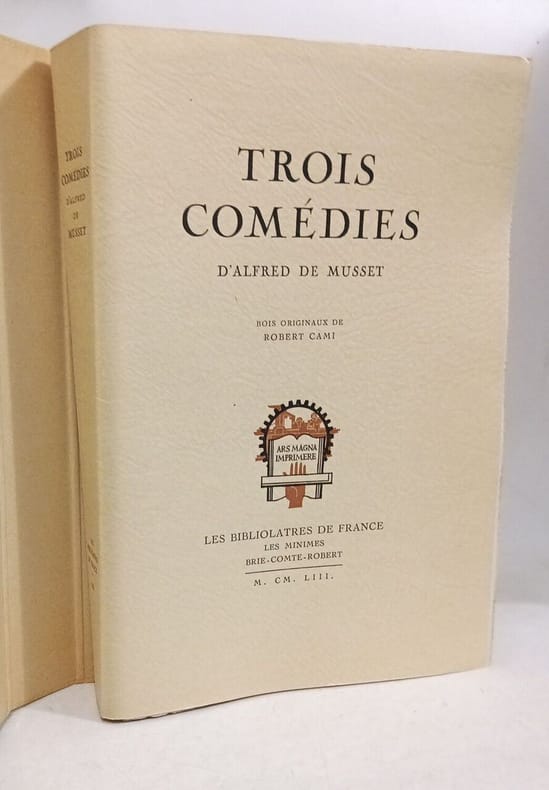 TROIS
COMÉDIES
D'ALFRED
DE
MUSSET
TROIS
COMÉDIES
D'ALFRED DE MUSSET
BOIS ORIGINAUX DE
ROBERT CAMI
ARS MAGNA
IMPRIMERE
LES BIBLIOLATRES DE FRANCE
LES MINIMES
BRIE-COMTE-ROBERT
M. CM. LIII.